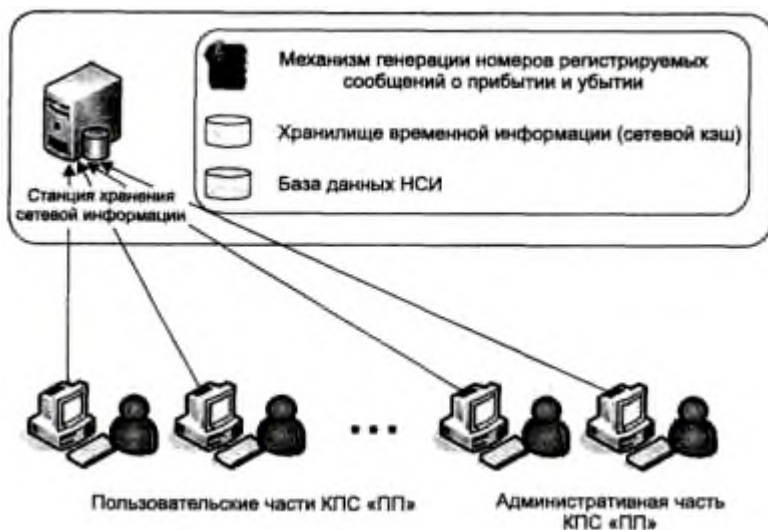 Механизм генерации номеров регистрируемых
сообщений о прибытии и убытии
Хранилище временной информации (сетевой кэш)
База данных НСИ
Станция хранения
сетевой информации
Пользовательские части КПС «ПП»
Административная часть
КПС «ПП»